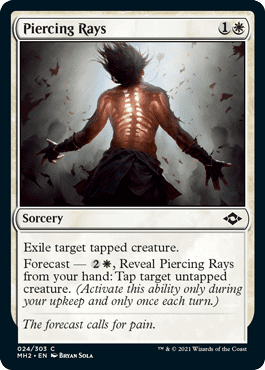 Piercing Rays 1
Sorcery
Exile target tapped creature.
Forecast — 2, Reveal Piercing Rays
from your hand: Tap target untapped
creature. (Activate this ability only during
your upkeep and only once each turn.)
The forecast calls for pain.
024/303 C
MH2 • EN Bryan Sola
™ & © 2021 Wizards of the Coast